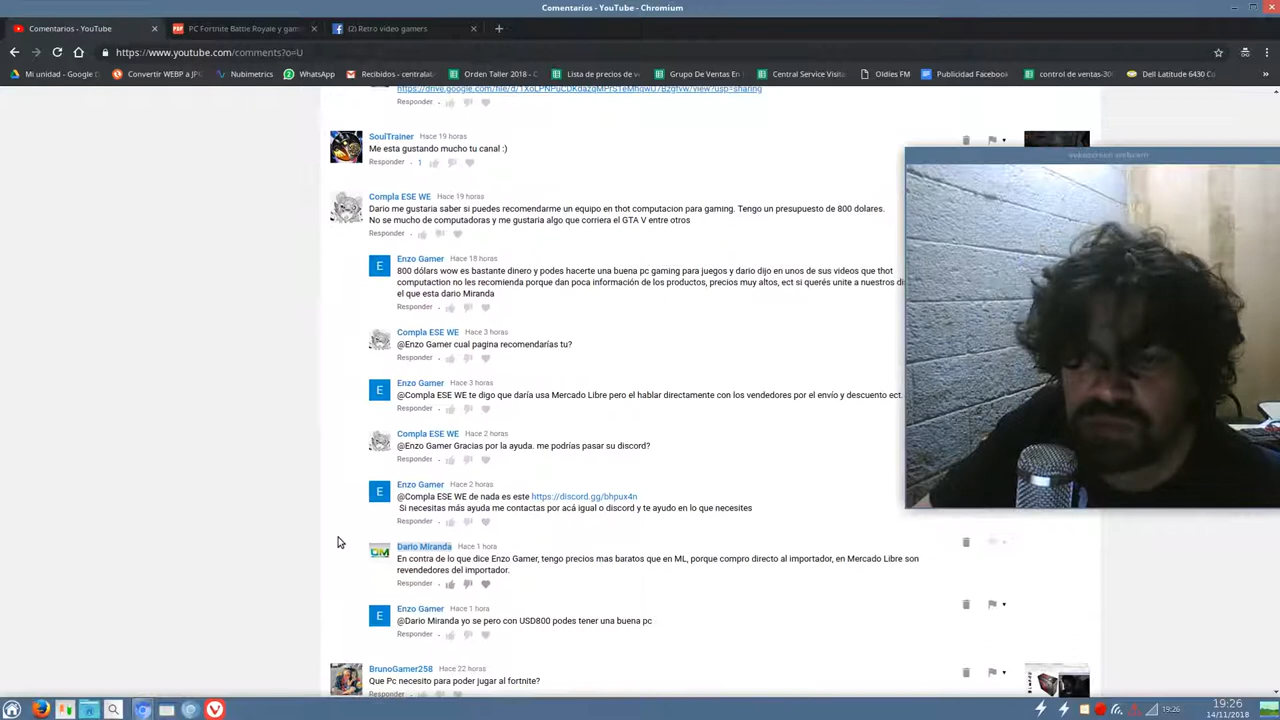 Comentarios - YouTube - Chromium
Comentarios - YouTube
PC Fortnite Battle Royale y gam
(2) Retro video gamers
https://www.youtube.com/comments?o=U
Mi unidad - Google D
Convertir WEBP a JPG
Nubimetrics
WhatsApp
Recibidos - centralab
Orden Taller 2018 - C
Lista de precios de v
Grupo De Ventas En
Central Service Visita
Oldies FM
Publicidad Facebook
control de ventas-300
Dell Latitude 6430 Co
»
Responder
SoulTrainer Hace 19 horas
Me esta gustando mucho tu canal :)
Responder . 1
Compla ESE WE Hace 19 horas
Dario me gustaria saber si puedes recomendarme un equipo en thot computacion para gaming. Tengo un presupuesto de 800 dolares.
No se mucho de computadoras y me gustaria algo que corriera el GTA V entre otros
Responder .
Enzo Gamer Hace 18 horas
800 dólars wow es bastante dinero y podes hacerte una buena pc gaming para juegos y dario dijo en unos de sus videos que thot
computaction no les recomienda porque dan poca información de los productos, precios muy altos, ect si querés unite a nuestros di
el que esta dario Miranda
Responder .
Compla ESE WE Hace 3 horas
@Enzo Gamer cual pagina recomendarías tu?
Responder .
Enzo Gamer Hace 3 horas
@Compla ESE WE te digo que daría usa Mercado Libre pero el hablar directamente con los vendedores por el envío y descuento ect.
Responder .
Compla ESE WE Hace 2 horas
@Enzo Gamer Gracias por la ayuda. me podrías pasar su discord?
Responder .
Enzo Gamer Hace 2 horas
@Compla ESE WE de nada es este https://discord.gg/bhpux4n
Si necesitas más ayuda me contactas por acá igual o discord y te ayudo en lo que necesites
Responder .
Dario Miranda Hace 1 hora
En contra de lo que dice Enzo Gamer, tengo precios mas baratos que en ML, porque compro directo al importador, en Mercado Libre son
revendedores del importador.
Responder .
Enzo Gamer Hace 1 hora
@Dario Miranda yo se pero con USD800 podes tener una buena pc
Responder .
BrunoGamer258 Hace 22 horas
Que Pc necesito para poder jugar al fortnite?
Responder
19:26
19:26
14/11/2018